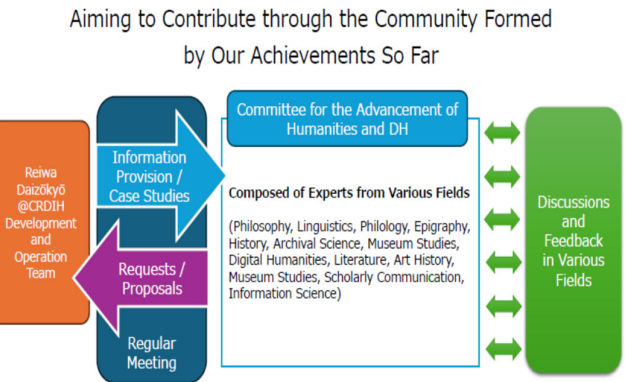 Aiming to Contribute through the Community Formed
by Our Achievements So Far
Reiwa
Daizōkyō
@CRDIH
Development
and
Operation
Team
Information
Provision /
Case Studies
Requests /
Proposals
Regular
Meeting
Committee for the Advancement of
Humanities and DH
Composed of Experts from Various Fields
(Philosophy, Linguistics, Philology, Epigraphy,
History, Archival Science, Museum Studies,
Digital Humanities, Literature, Art History,
Museum Studies, Scholarly Communication,
Information Science)
Discussions
and
Feedback
in Various
Fields